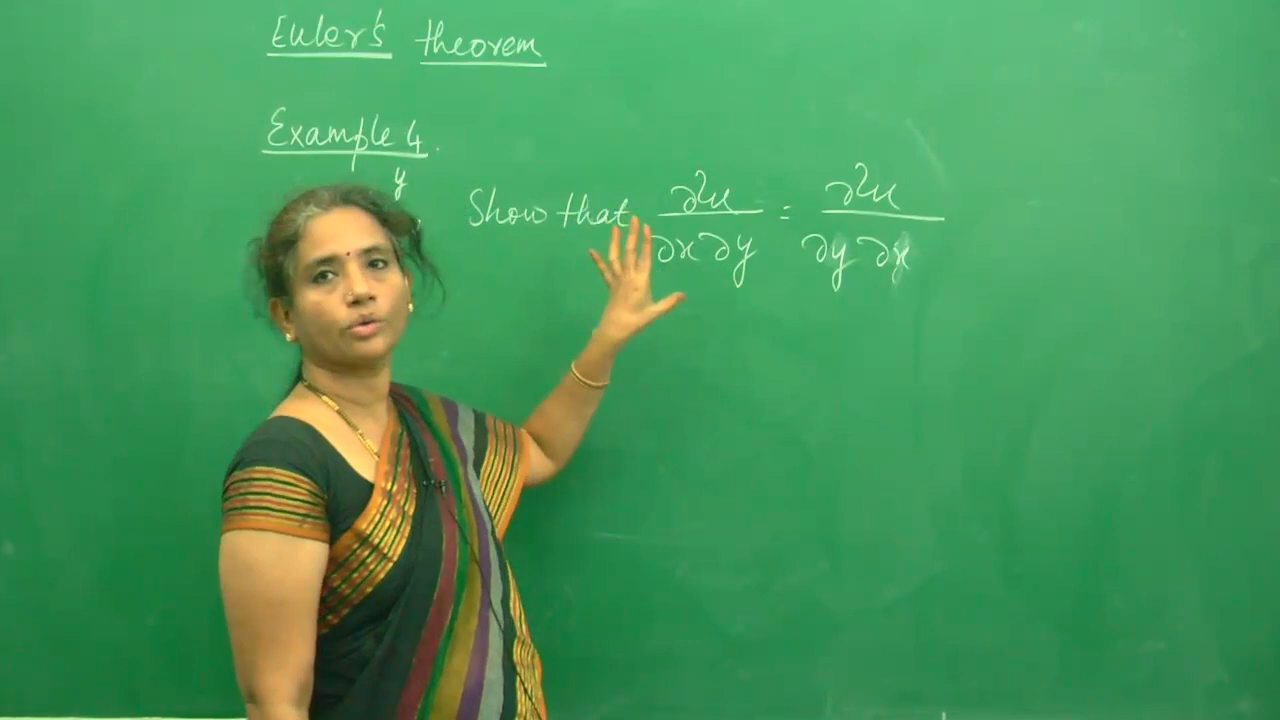 Euler's theorem
Example 4.
y
Show that ∂²u/∂x∂y = ∂²u/∂y∂x